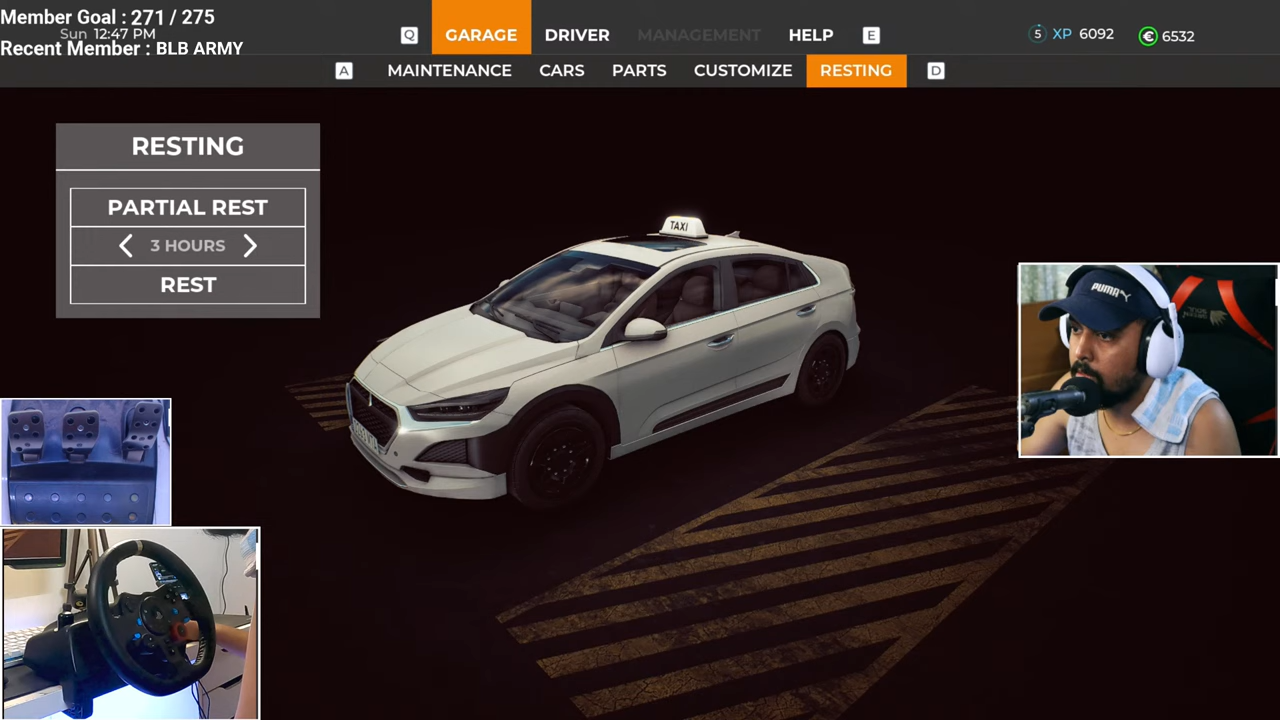 Member Goal : 271 / 275
Sun 12:47 PM
Recent Member : BLB ARMY
Q GARAGE DRIVER MANAGEMENT HELP E
5 XP 6092 € 6532
A MAINTENANCE CARS PARTS CUSTOMIZE RESTING D
RESTING
PARTIAL REST
3 HOURS
REST
TAXI
PUMA